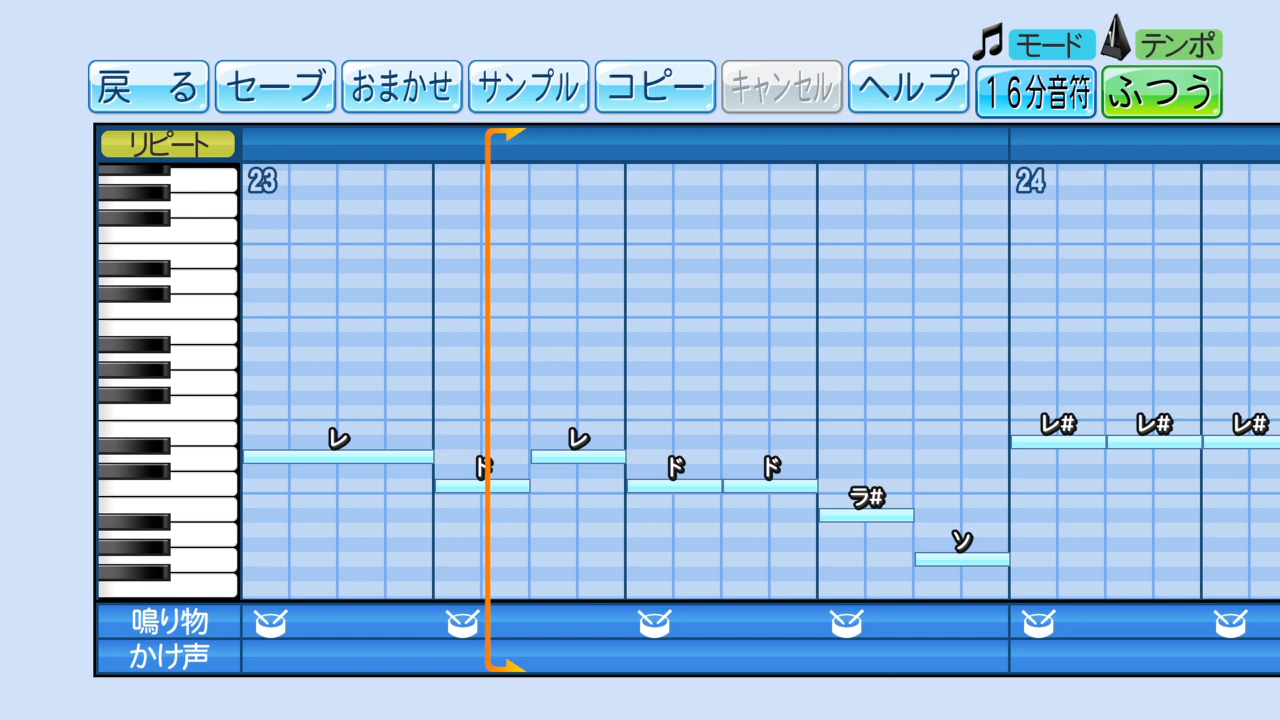 モード テンポ
戻 る セーブ おまかせ サンプル コピー キャンセル ヘルプ 16分音符 ふつう
リピート
23 24
レ# レ# レ#
レ レ
ド ド ド
ラ#
ソ
鳴り物
かけ声